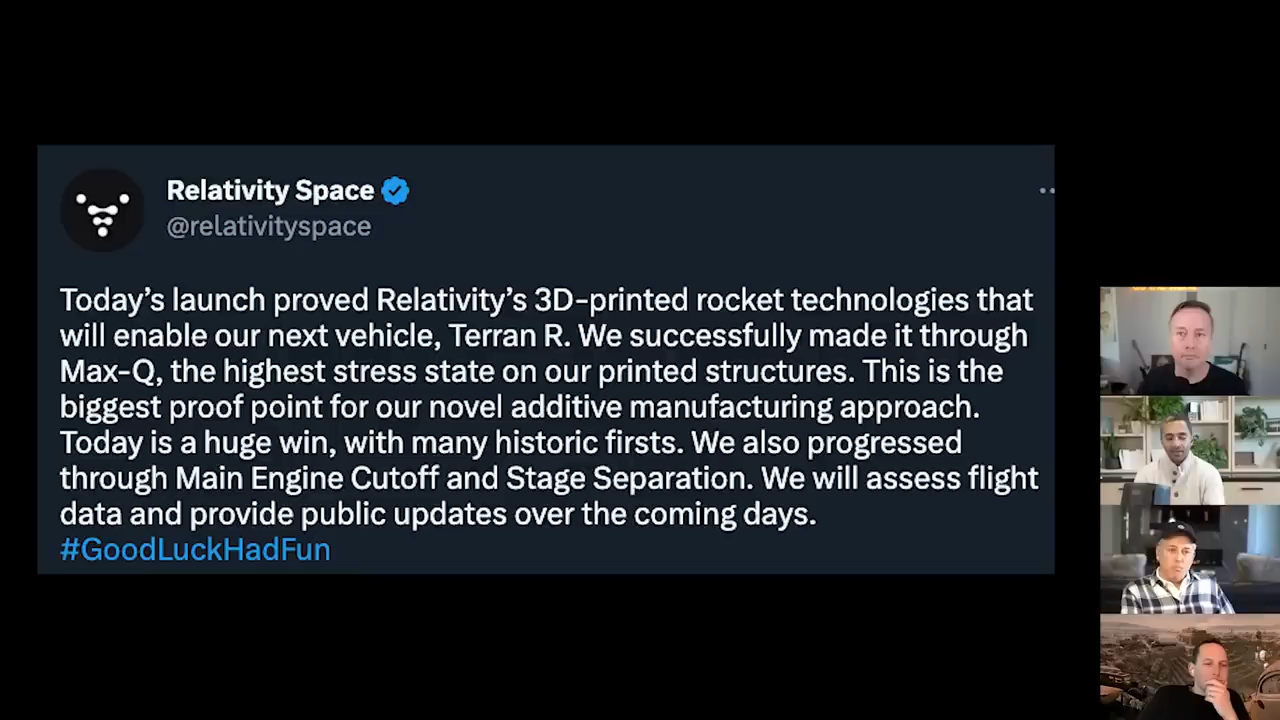 Relativity Space
@relativityspace
Today’s launch proved Relativity’s 3D-printed rocket technologies that
will enable our next vehicle, Terran R. We successfully made it through
Max-Q, the highest stress state on our printed structures. This is the
biggest proof point for our novel additive manufacturing approach.
Today is a huge win, with many historic firsts. We also progressed
through Main Engine Cutoff and Stage Separation. We will assess flight
data and provide public updates over the coming days.
#GoodLuckHadFun